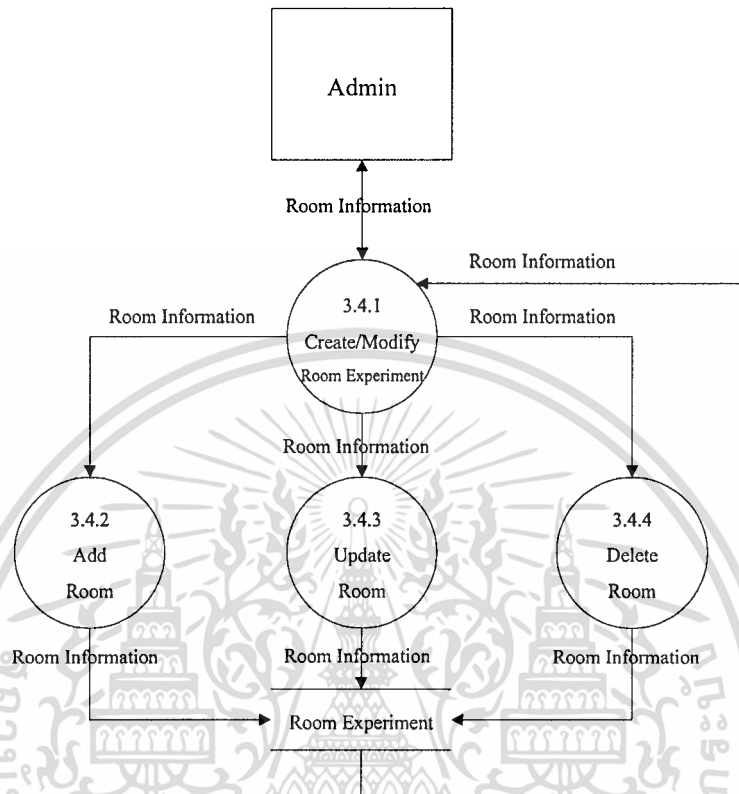 Admin
Room Information
Room Information
3.4.1
Room Information
Room Information
Create/Modify
Room Experiment
Room Information
3.4.2
3.4.3
3.4.4
Add
Update
Delete
Room
Room
Room
Room Information
Room Information
Room Information
Room Experiment